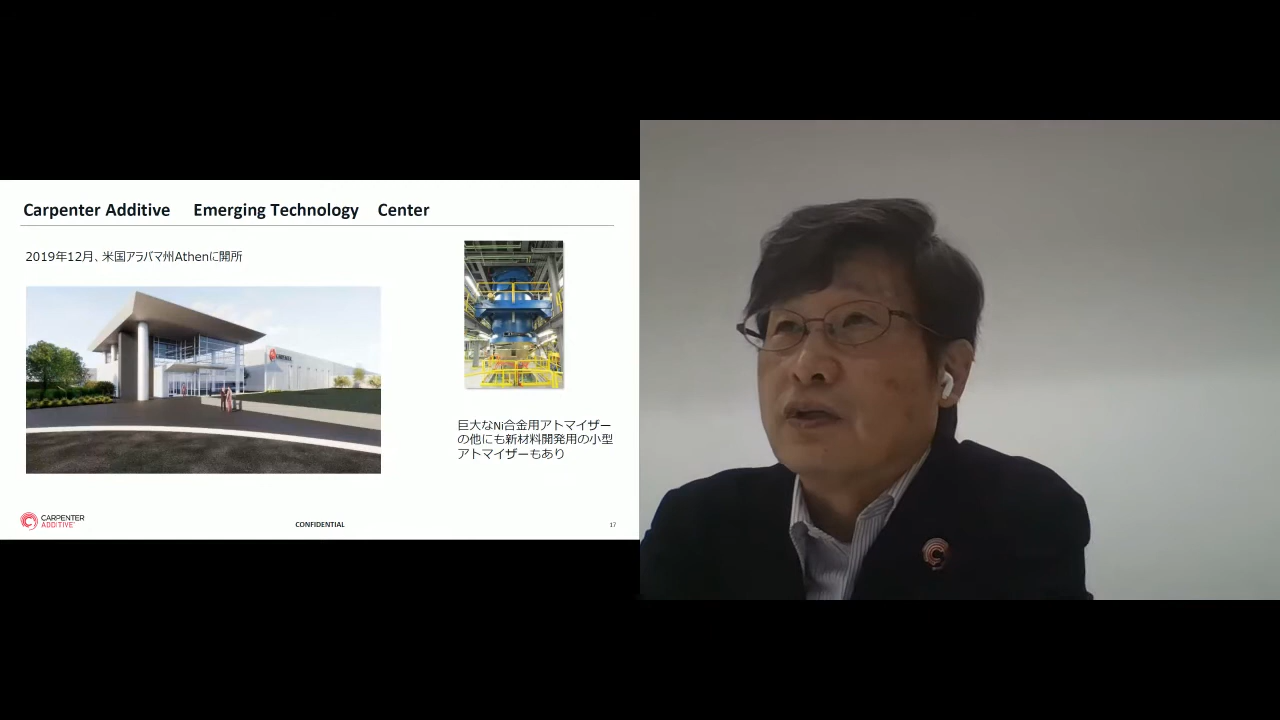 Carpenter Additive Emerging Technology Center
2019年12月、米国アラバマ州Athenに開所
巨大なNi合金用アトマイザー
の他にも新材料開発用の小型
アトマイザーもあり
CARPENTER
ADDITIVE
CONFIDENTIAL
17